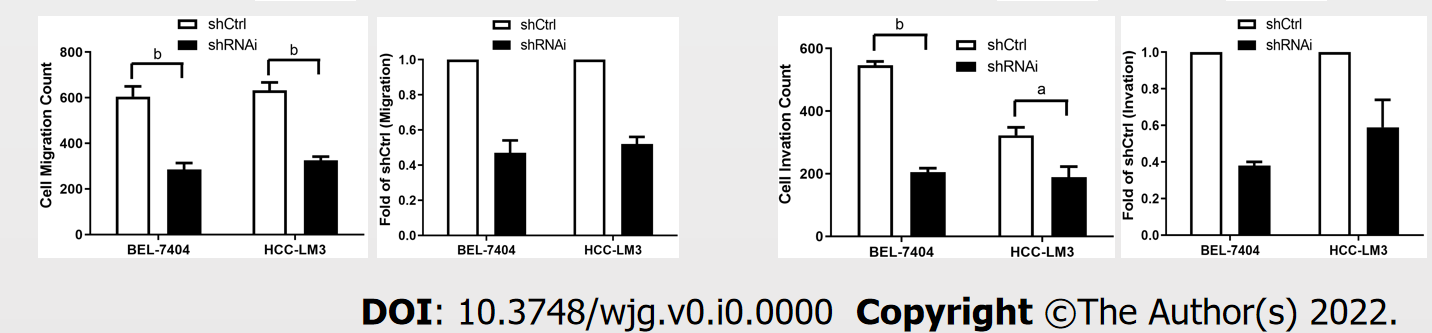 shCtrl
shRNAi
b
b
800
600
400
200
0
Cell Migration Count
BEL-7404
HCC-LM3
shCtrl
shRNAi
1.0
0.8
0.6
0.4
0.2
0.0
Fold of shCtrl (Migration)
BEL-7404
HCC-LM3
b
shCtrl
shRNAi
a
600
400
200
0
Cell Invation Count
BEL-7404
HCC-LM3
shCtrl
shRNAi
1.0
0.8
0.6
0.4
0.2
0.0
Fold of shCtrl (Invation)
BEL-7404
HCC-LM3
DOI: 10.3748/wjg.v0.i0.0000 Copyright ©The Author(s) 2022.